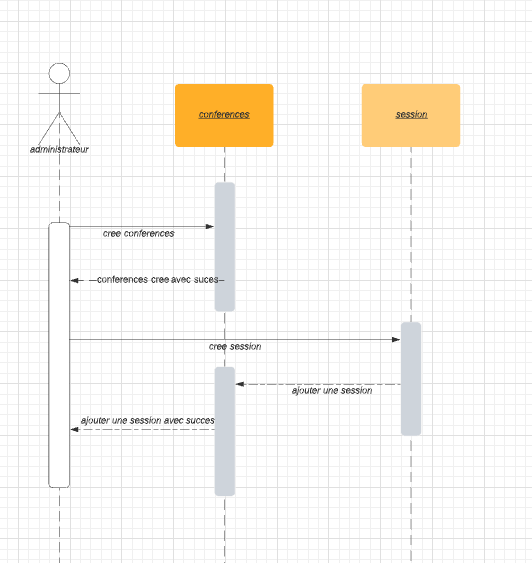 conferences
session
administrateur
cree conferences
conferences cree avec suces
cree session
ajouter une session
ajouter une session avec succes